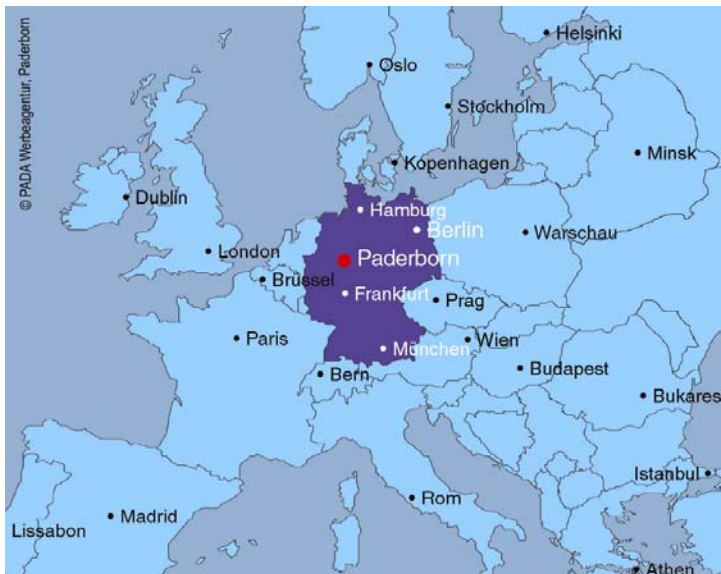 © PADA Werbeagentur, Paderborn
Helsinki
Oslo
Stockholm
Minsk
Kopenhagen
Dublin
Hamburg
Berlin
Warschau
London
Paderborn
Brüssel
Frankfurt
Prag
Paris
Wien
München
Bern
Budapest
Bukares
Istanbul
Rom
Madrid
Lissabon
Athen